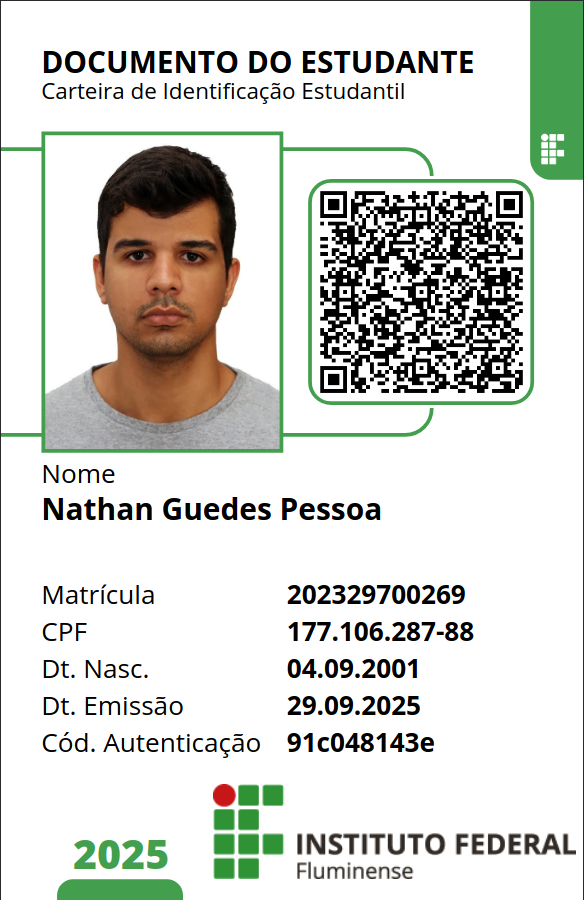 DOCUMENTO DO ESTUDANTE
Carteira de Identificação Estudantil
Nome
Nathan Guedes Pessoa
Matrícula 202329700269
CPF 177.106.287-88
Dt. Nasc. 04.09.2001
Dt. Emissão 29.09.2025
Cód. Autenticação 91c048143e
2025
INSTITUTO FEDERAL
Fluminense